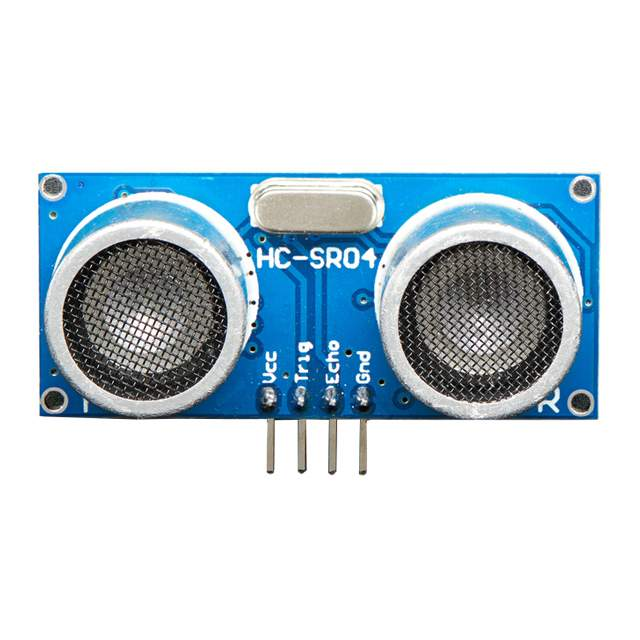 HC-SR04
Vcc
Trig
Echo
Gnd
R